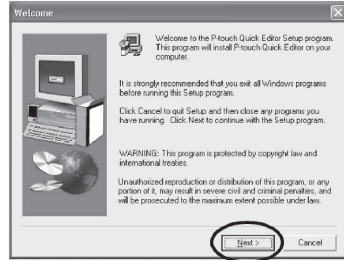 Welcome
Welcome to the P-touch Quick Editor Setup program.
This program will install P-touch Quick Editor on your
computer.
It is strongly recommended that you exit all Windows programs
before running this Setup program.
Click Cancel to quit Setup and then close any programs you
have running. Click Next to continue with the Setup program.
WARNING: This program is protected by copyright law and
international treaties.
Unauthorized reproduction or distribution of this program, or any
portion of it, may result in severe civil and criminal penalties, and
will be prosecuted to the maximum extent possible under law.
Next >
Cancel